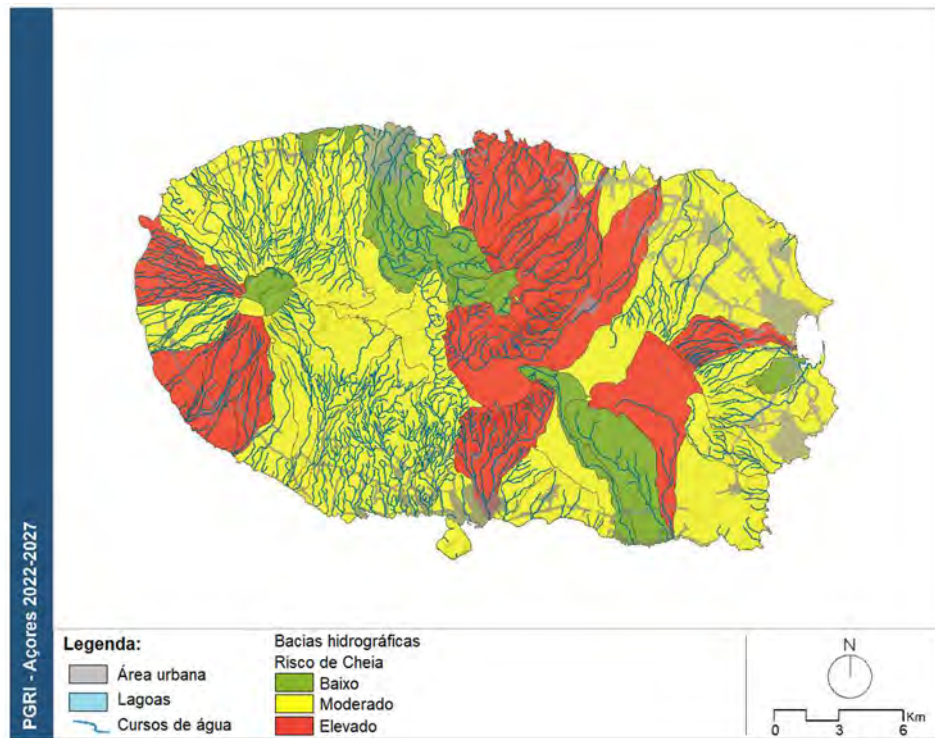 PGRI - Açores 2022-2027
Legenda:
Área urbana
Lagoas
Cursos de água
Bacias hidrográficas
Risco de Cheia
Baixo
Moderado
Elevado
N
Km
0 3 6